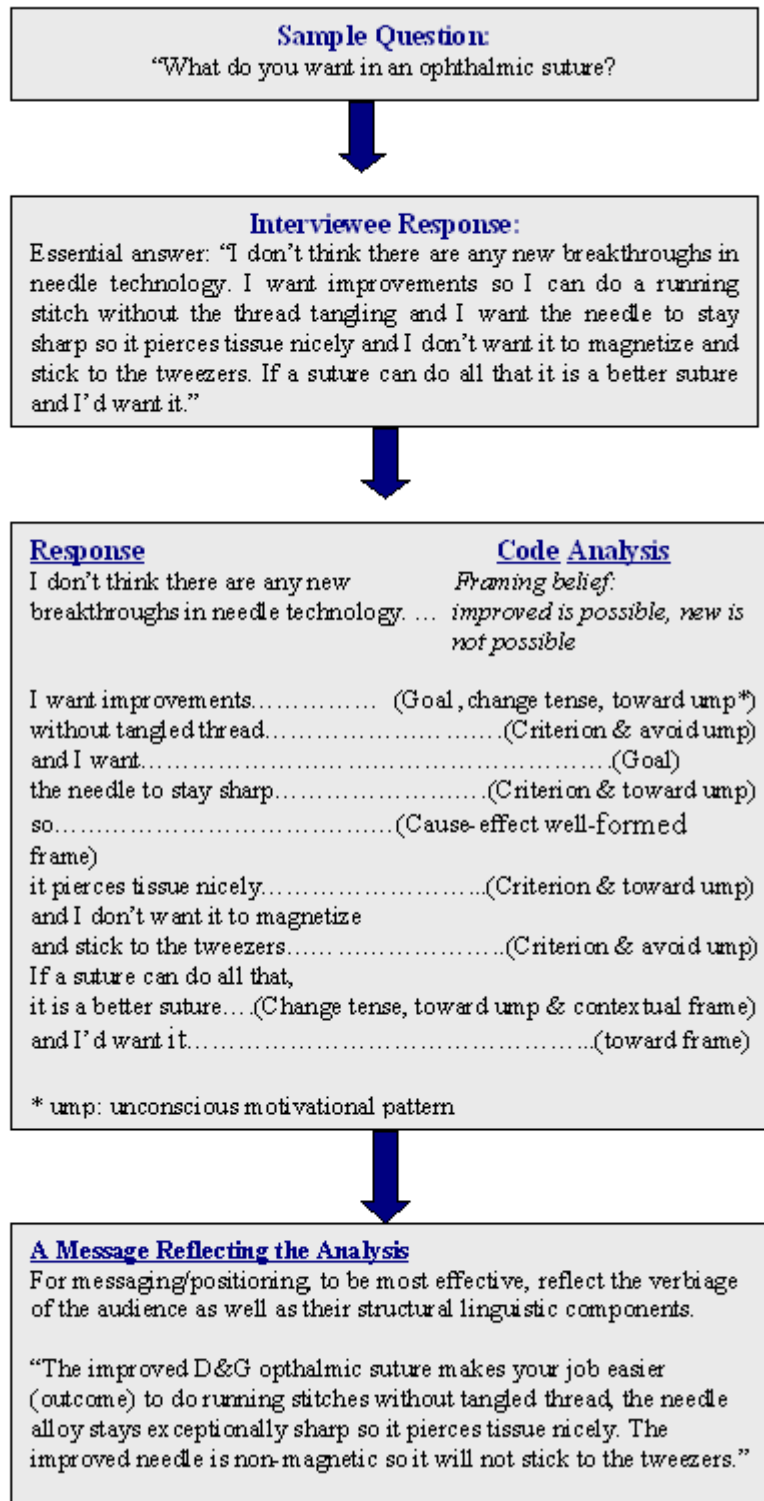 Sample Question:
“What do you want in an ophthalmic suture?
Interviewee Response:
Essential answer: “I don’t think there are any new breakthroughs in
needle technology. I want improvements so I can do a running
stitch without the thread tangling and I want the needle to stay
sharp so it pierces tissue nicely and I don’t want it to magnetize and
stick to the tweezers. If a suture can do all that it is a better suture
and I’d want it.”
Response Code Analysis
I don’t think there are any new Framing belief:
breakthroughs in needle technology. … improved is possible, new is
not possible
I want improvements…………… (Goal, change tense, toward ump*)
without tangled thread…………………….…(Criterion & avoid ump)
and I want……………………………………………….(Goal)
the needle to stay sharp…………………….…(Criterion & toward ump)
so…………………………….………(Cause-effect well-formed
frame)
it pierces tissue nicely……………………..(Criterion & toward ump)
and I don’t want it to magnetize
and stick to the tweezers……………………..(Criterion & avoid ump)
If a suture can do all that,
it is a better suture….(Change tense, toward ump & contextual frame)
and I’d want it……………………………………..(toward frame)
* ump: unconscious motivational pattern
A Message Reflecting the Analysis
For messaging/positioning, to be most effective, reflect the verbiage
of the audience as well as their structural linguistic components.
“The improved D&G opthalmic suture makes your job easier
(outcome) to do running stitches without tangled thread, the needle
alloy stays exceptionally sharp so it pierces tissue nicely. The
improved needle is non-magnetic so it will not stick to the tweezers.”